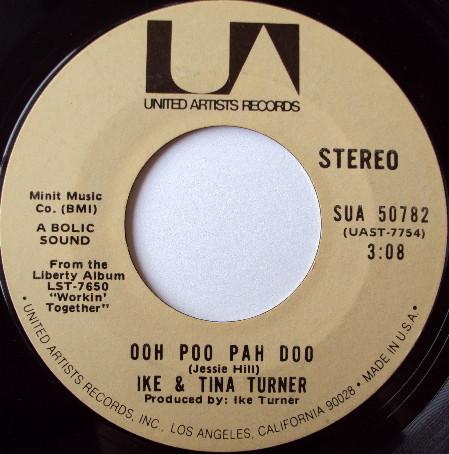 UA
UNITED ARTISTS RECORDS
STEREO
Minit Music
Co. (BMI)
A BOLIC
SOUND
From the
Liberty Album
LST-7650
"Workin'
Together"
SUA 50782
(UAST-7754)
3:08
OOH POO PAH DOO
(Jessie Hill)
IKE & TINA TURNER
Produced by: Ike Turner
• UNITED ARTISTS RECORDS, INC., LOS ANGELES, CALIFORNIA 90028 • MADE IN U.S.A. •